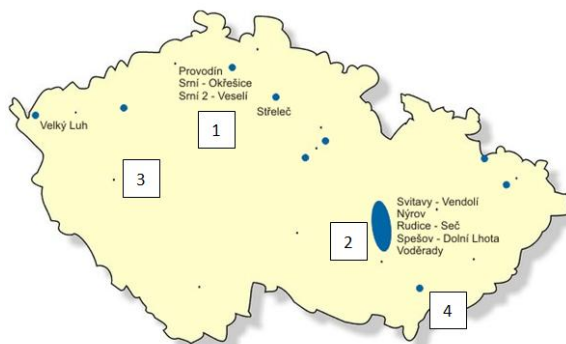 Provodín
Srní - Okřešice
Srní 2 - Veselí
Střeleč
Velký Luh
1
3
Svitavy - Vendolí
Nýrov
Rudice - Seč
Spešov - Dolní Lhota
Voděrady
2
4